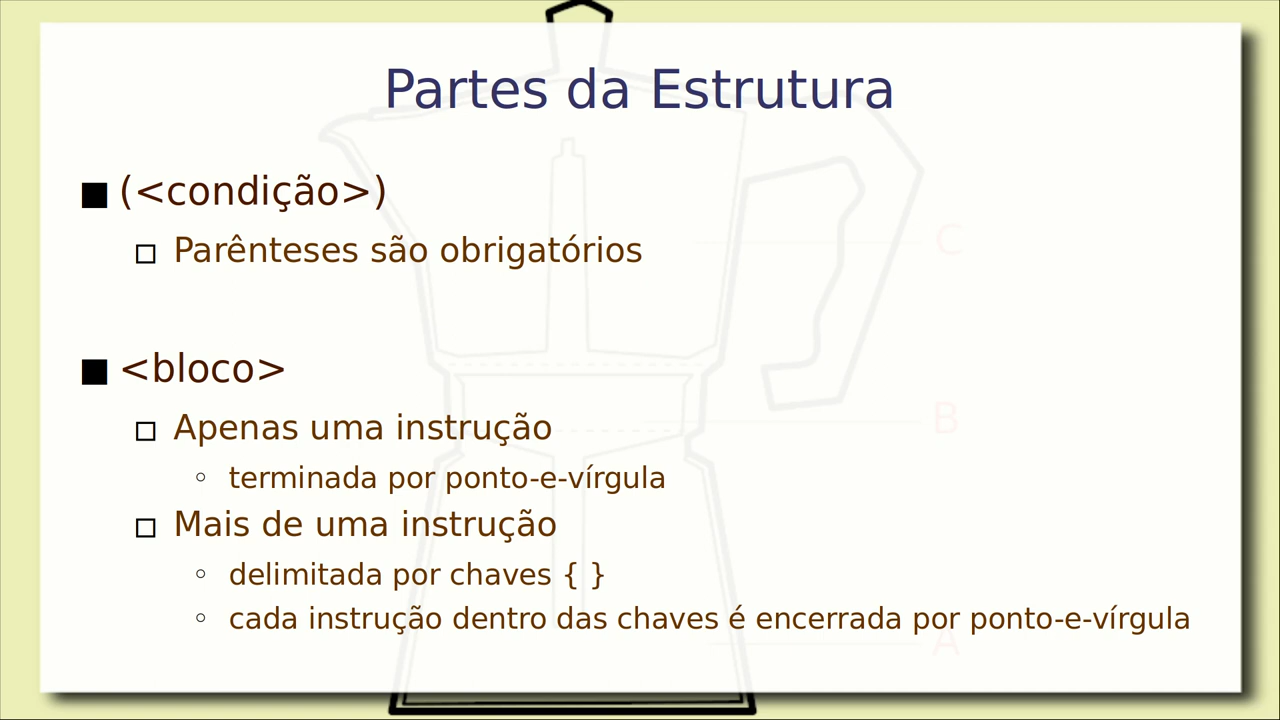 Partes da Estrutura
(<condição>)
Parênteses são obrigatórios
C
<bloco>
B
Apenas uma instrução
terminada por ponto-e-vírgula
Mais de uma instrução
delimitada por chaves { }
cada instrução dentro das chaves é encerrada por ponto-e-vírgula
A